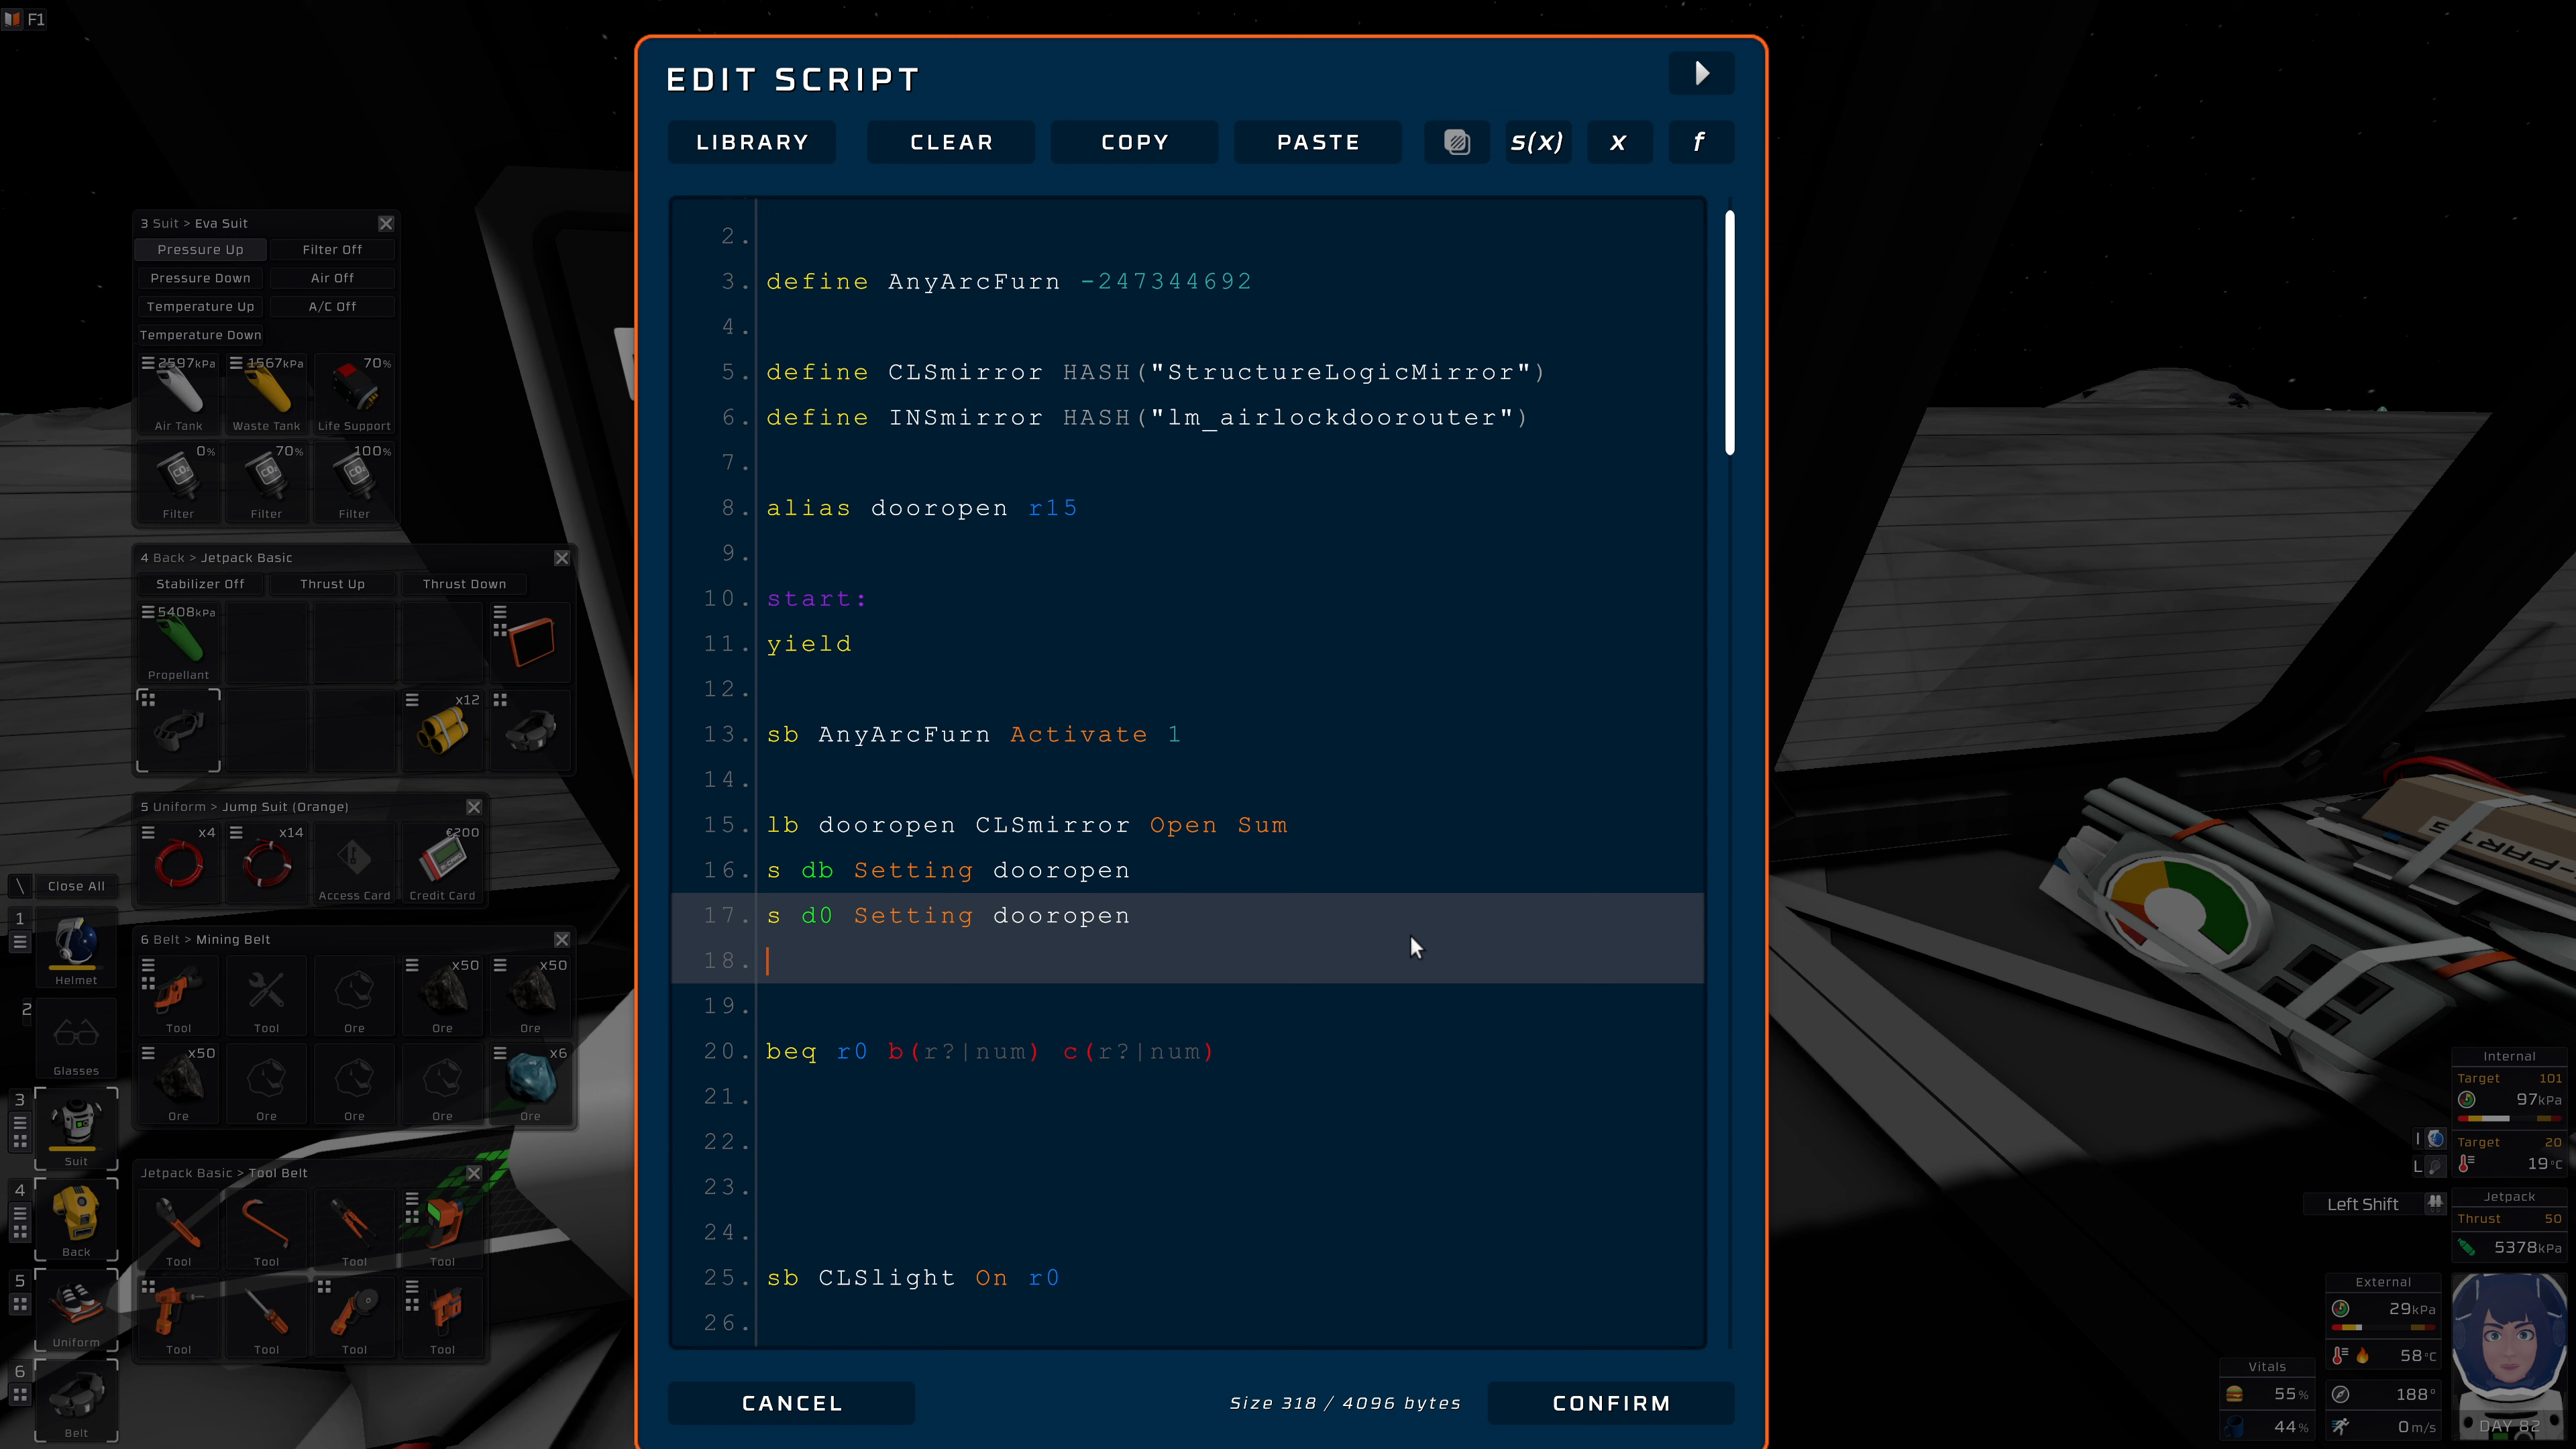 F1
EDIT SCRIPT
LIBRARY CLEAR COPY PASTE s(x) x f
2.
3. define AnyArcFurn -247344692
4.
5. define CLSmirror HASH("StructureLogicMirror")
6. define INSmirror HASH("lm_airlockdoorouter")
7.
8. alias dooropen r15
9.
10. start:
11. yield
12.
13. sb AnyArcFurn Activate 1
14.
15. lb dooropen CLSmirror Open Sum
16. s db Setting dooropen
17. s d0 Setting dooropen
18.
19.
20. beq r0 b(r?|num) c(r?|num)
21.
22.
23.
24.
25. sb CLSlight On r0
26.
CANCEL Size 318 / 4096 bytes CONFIRM
3 Suit > Eva Suit
Pressure Up Filter Off
Pressure Down Air Off
Temperature Up A/C Off
Temperature Down
2597kPa 1567kPa 70%
Air Tank Waste Tank Life Support
0% 70% 100%
Filter Filter Filter
4 Back > Jetpack Basic
Stabilizer Off Thrust Up Thrust Down
5408kPa
Propellant
x12
5 Uniform > Jump Suit (Orange)
x4 x14 €200
Access Card Credit Card
\ Close All
6 Belt > Mining Belt
x50 x50
Tool Tool Ore Ore Ore
x50 x6
Ore Ore Ore Ore Ore
Jetpack Basic > Tool Belt
Tool Tool Tool Tool
Tool Tool Tool Tool
1
Helmet
2
Glasses
3
Suit
4
Back
5
Uniform
6
Belt
PARTS
Internal
Target 101
97kPa
Target 20
19°C
I
L
Left Shift
Jetpack
Thrust 50
5378kPa
External
29kPa
58°C
188°
0m/s
Vitals
55%
44%
DAY 82